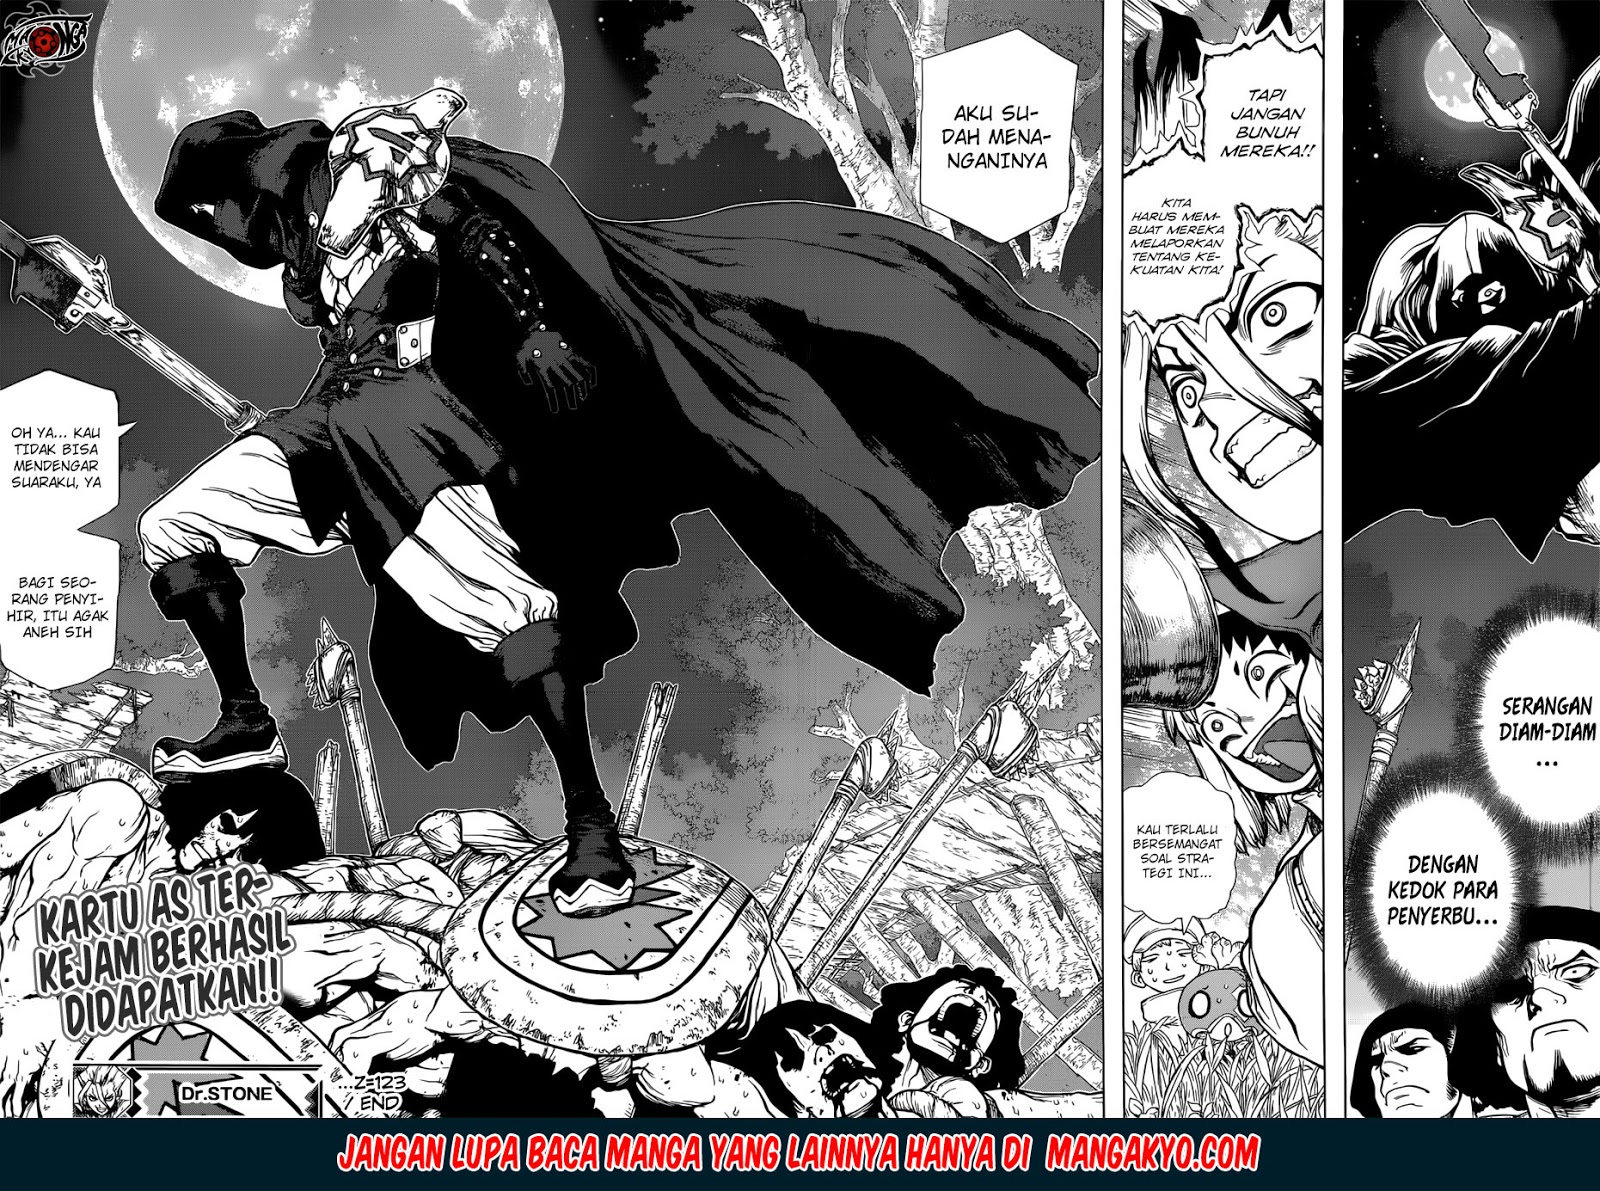 SERANGAN
DIAM-DIAM
...
DENGAN
KEDOK PARA
PENYERBU...
TAPI
JANGAN
BUNUH
MEREKA!!
KITA
HARUS MEM-
BUAT MEREKA
MELAPORKAN
TENTANG KE-
KUATAN KITA!
KAU TERLALU
BERSEMANGAT
SOAL STRA-
TEGI INI...
AKU SU-
DAH MENA-
NGANINYA
OH YA... KAU
TIDAK BISA
MENDENGAR
SUARAKU, YA
BAGI SEO-
RANG PENYI-
HIR, ITU AGAK
ANEH SIH
KARTU AS TER-
KEJAM BERHASIL
DIDAPATKAN!!
Dr.STONE
...Z=123
/ END
JANGAN LUPA BACA MANGA YANG LAINNYA HANYA DI MANGAKYO.COM